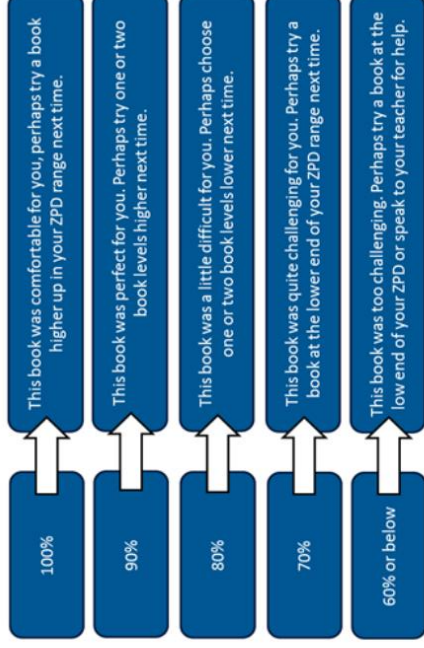 100%
This book was comfortable for you, perhaps try a book
higher up in your ZPD range next time.
90%
This book was perfect for you. Perhaps try one or two
book levels higher next time.
80%
This book was a little difficult for you. Perhaps choose
one or two book levels lower next time.
70%
This book was quite challenging for you. Perhaps try a
book at the lower end of your ZPD range next time.
60% or below
This book was too challenging. Perhaps try a book at the
low end of your ZPD or speak to your teacher for help.